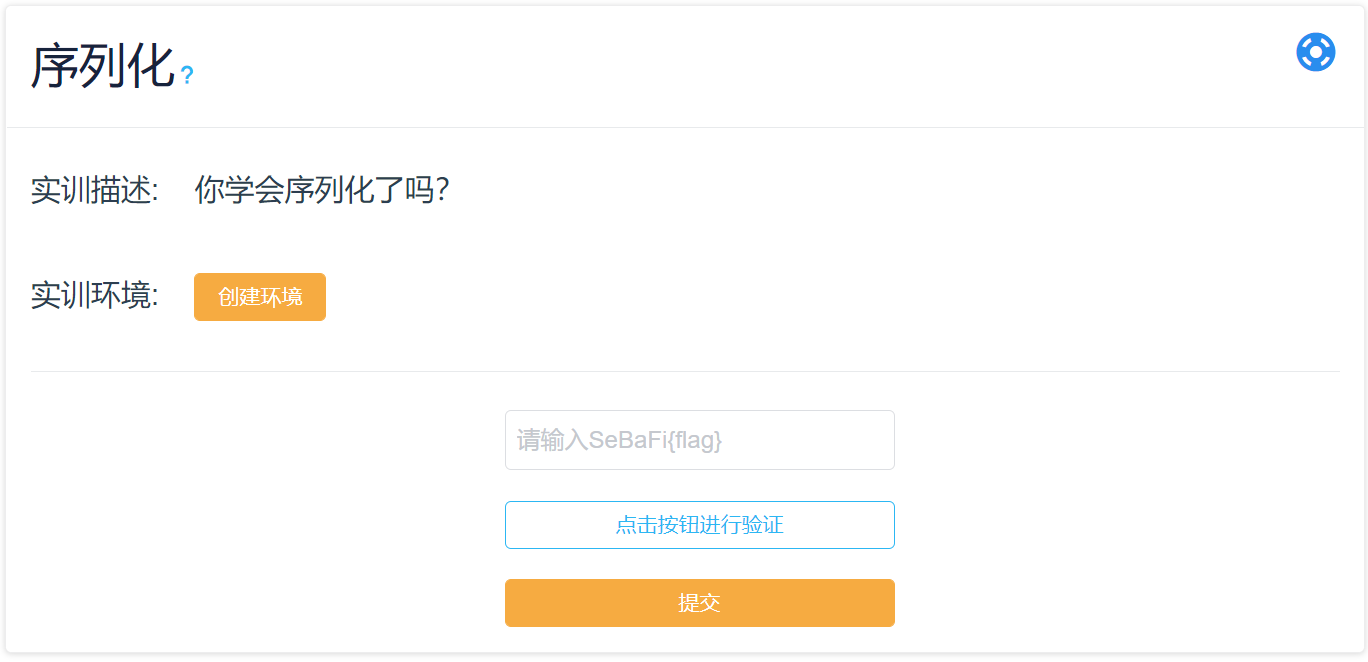 序列化?
实训描述: 你学会序列化了吗?
实训环境: 创建环境
请输入SeBaFi{flag}
点击按钮进行验证
提交